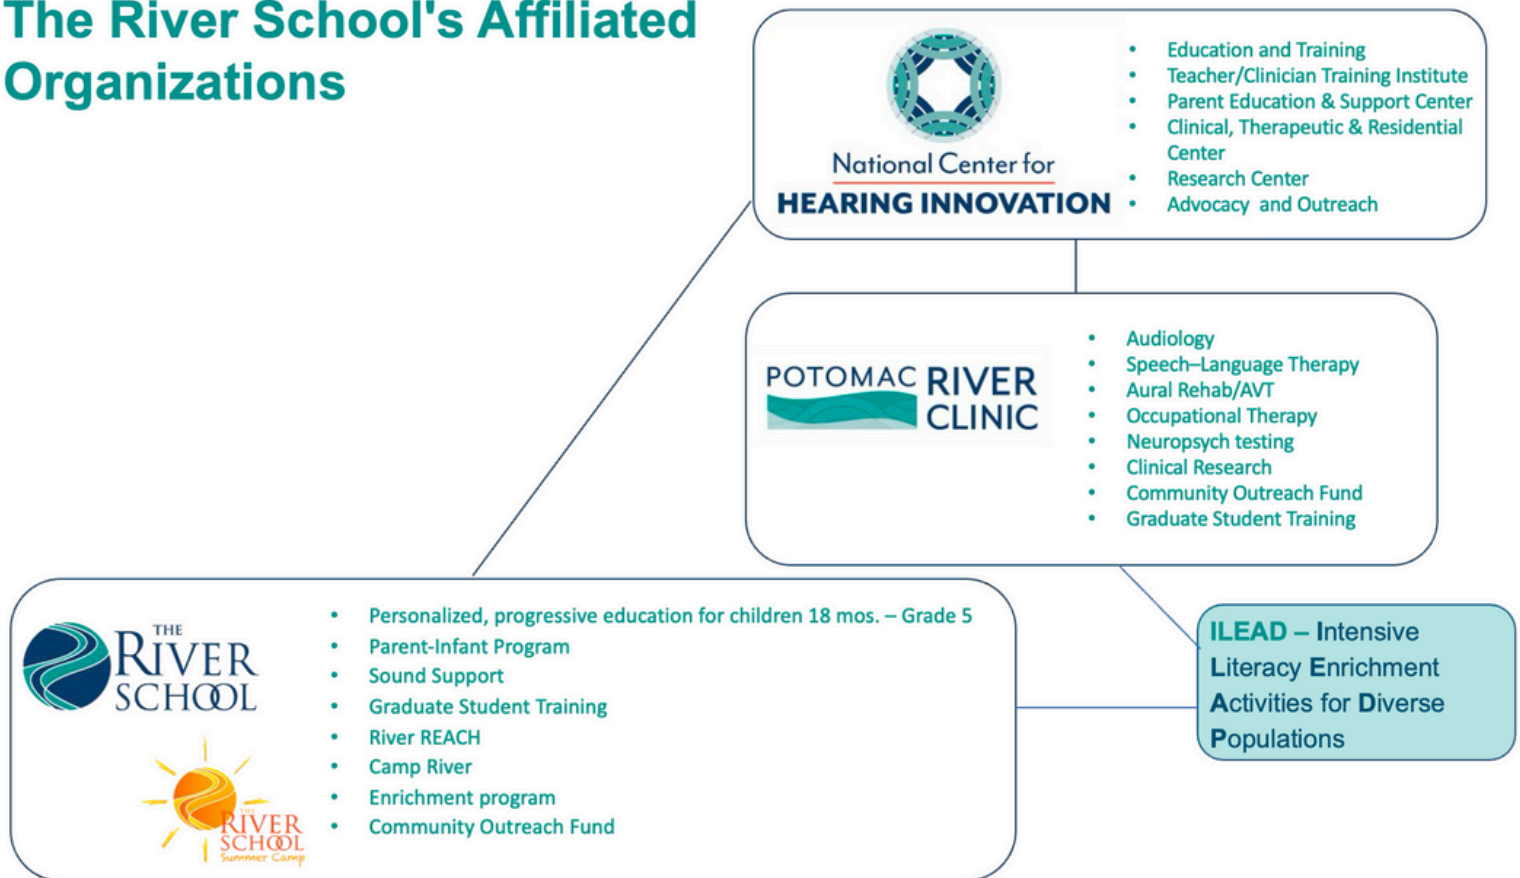 The River School's Affiliated
Organizations
National Center for
HEARING INNOVATION
• Education and Training
• Teacher/Clinician Training Institute
• Parent Education & Support Center
• Clinical, Therapeutic & Residential
Center
• Research Center
• Advocacy and Outreach
POTOMAC RIVER
CLINIC
• Audiology
• Speech–Language Therapy
• Aural Rehab/AVT
• Occupational Therapy
• Neuropsych testing
• Clinical Research
• Community Outreach Fund
• Graduate Student Training
THE
RIVER
SCHOOL
THE
RIVER
SCHOOL
Summer Camp
• Personalized, progressive education for children 18 mos. – Grade 5
• Parent-Infant Program
• Sound Support
• Graduate Student Training
• River REACH
• Camp River
• Enrichment program
• Community Outreach Fund
ILEAD – Intensive
Literacy Enrichment
Activities for Diverse
Populations